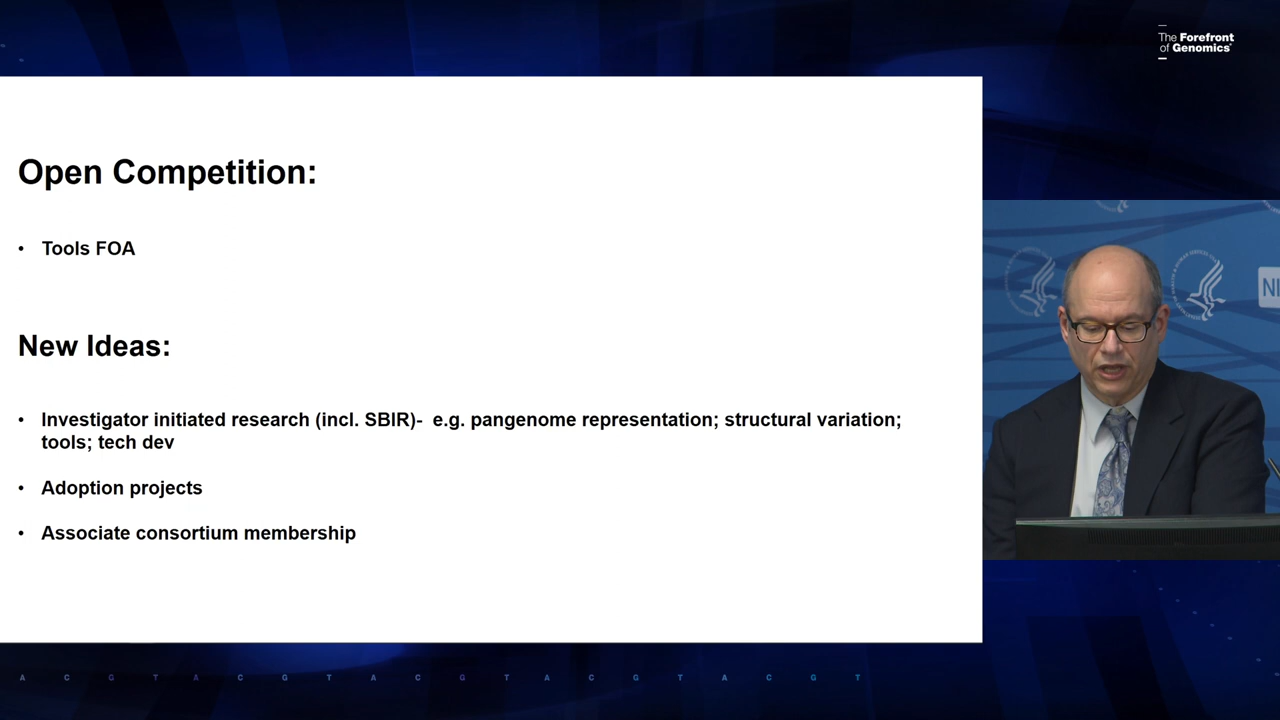 The Forefront
of Genomics
Open Competition:
• Tools FOA
New Ideas:
• Investigator initiated research (incl. SBIR)- e.g. pangenome representation; structural variation;
tools; tech dev
• Adoption projects
• Associate consortium membership
A C G T A C G T A C G T A C G T A C G T